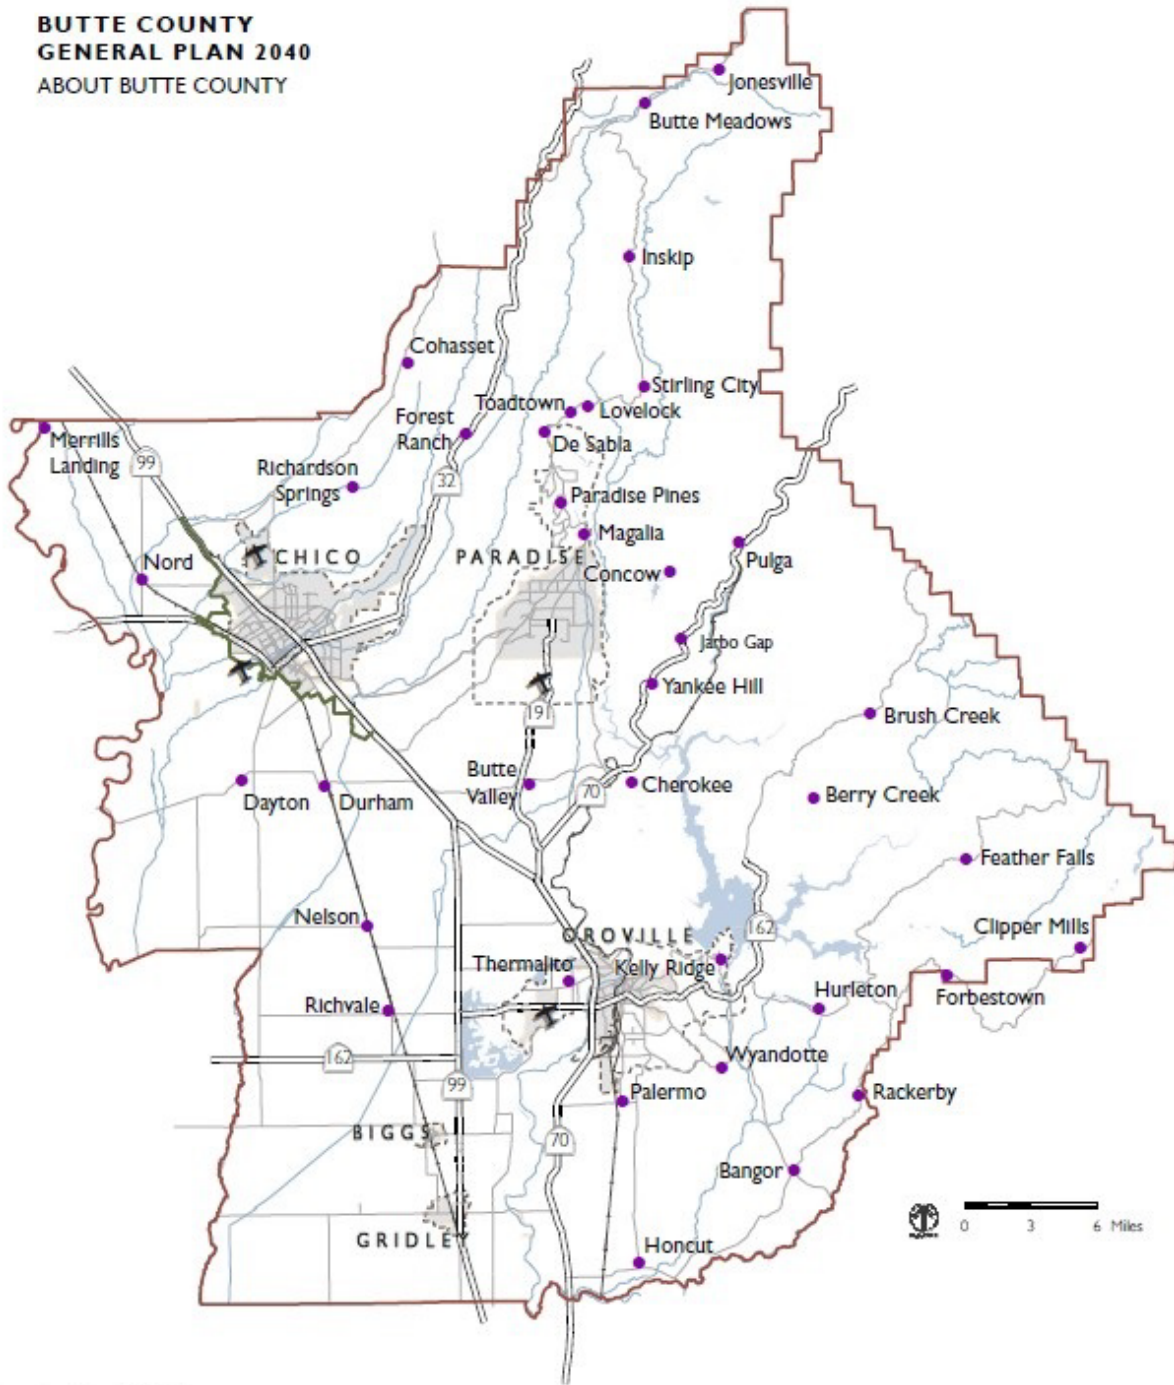 BUTTE COUNTY
GENERAL PLAN 2040
ABOUT BUTTE COUNTY
Jonesville
Butte Meadows
Inskip
Cohasset
Stirling City
Toadtown
Lovelock
Forest
Ranch
De Sabla
Merrills
Landing
99
Richardson
Springs
32
Paradise Pines
Magalia
CHICO
PARADISE
Nord
Concow
Pulga
Jarbo Gap
Yankee Hill
191
Brush Creek
Butte
Valley
70
Cherokee
Dayton
Durham
Berry Creek
Feather Falls
Nelson
OROVILLE
162
Clipper Mills
Thermalito
Kelly Ridge
Richvale
Hurleton
Forbestown
162
Wyandotte
99
Palermo
Rackerby
BIGGS
70
Bangor
GRIDLEY
Honcut
0 3 6 Miles